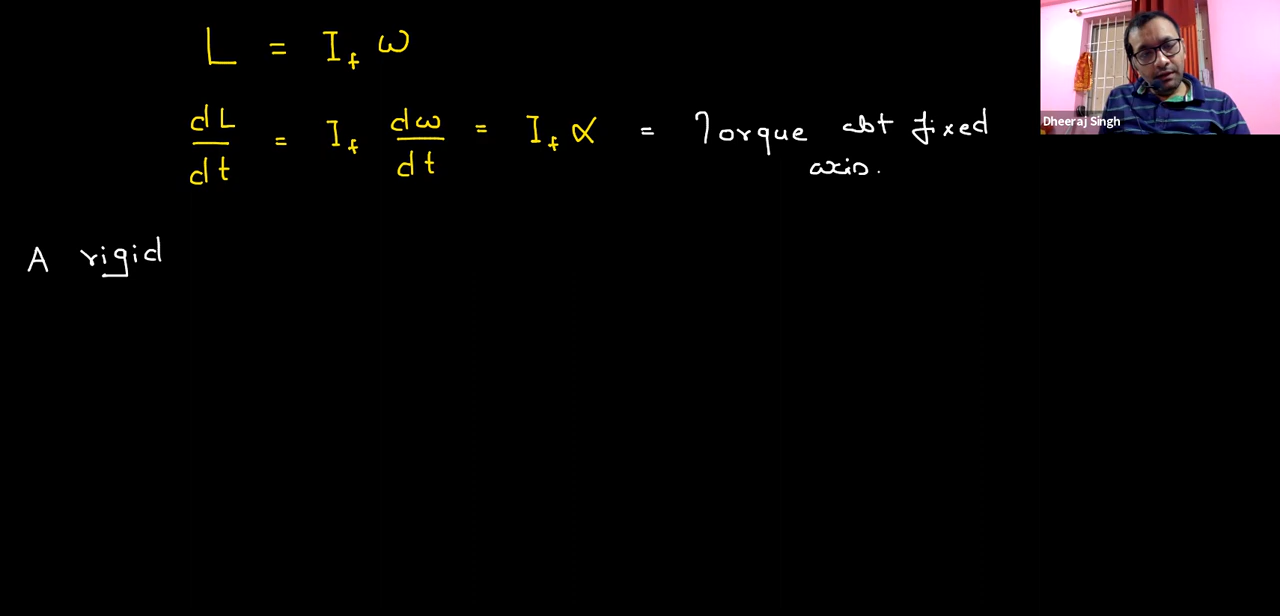 L = I_f ω
Dheeraj Singh
dL/dt = I_f dω/dt = I_f α = Torque abt fixed
axis.
A rigid